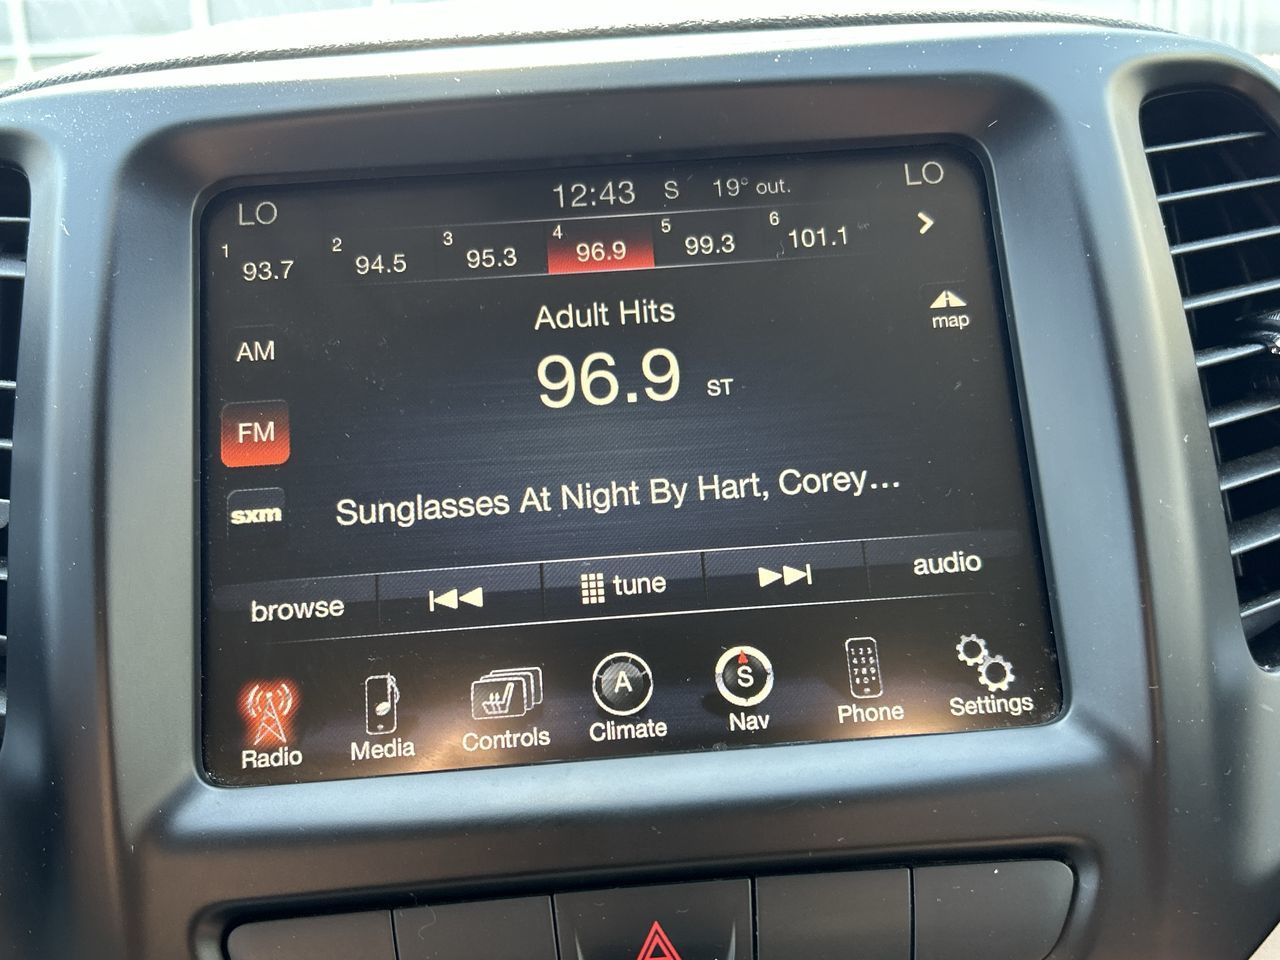 LO 12:43 S 19° out. LO
1 93.7 2 94.5 3 95.3 4 96.9 5 99.3 6 101.1
Adult Hits
map
AM
96.9 ST
FM
sxm
Sunglasses At Night By Hart, Corey...
browse tune audio
A S
Radio Media Controls Climate Nav Phone Settings